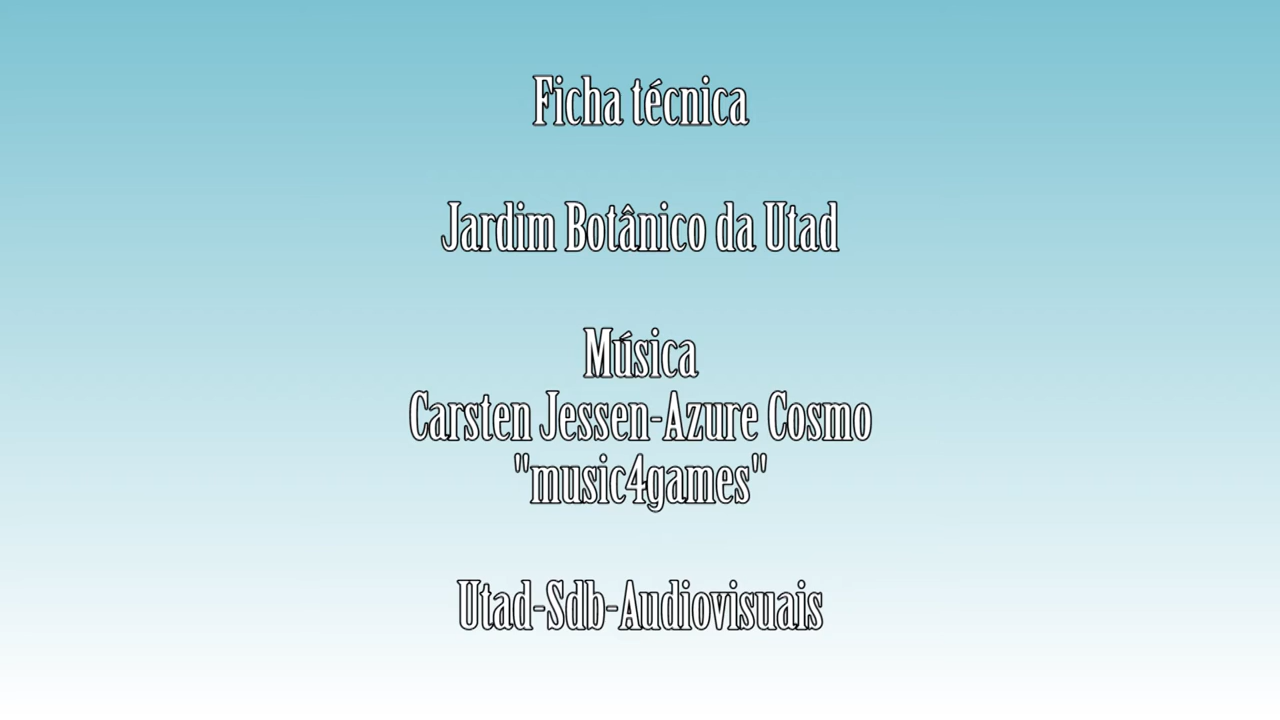 Ficha técnica
Jardim Botânico da Utad
Música
Carsten Jessen-Azure Cosmo
"music4games"
Utad-Sdb-Audiovisuais